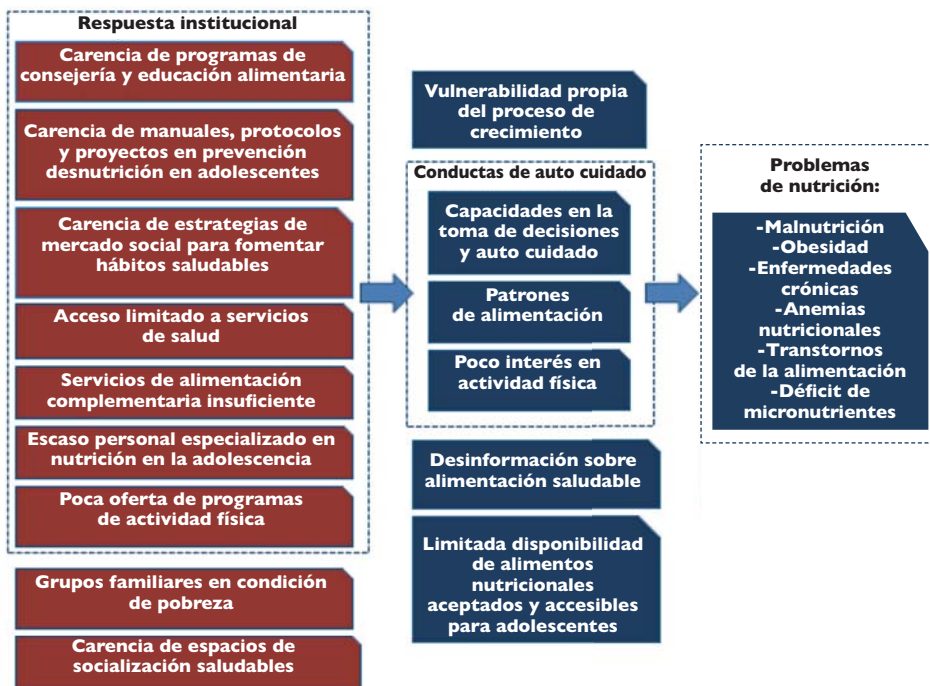 Respuesta institucional
Carencia de programas de
consejería y educación alimentaria
Carencia de manuales, protocolos
y proyectos en prevención
desnutrición en adolescentes
Carencia de estrategias de
mercado social para fomentar
hábitos saludables
Acceso limitado a servicios
de salud
Servicios de alimentación
complementaria insuficiente
Escaso personal especializado en
nutrición en la adolescencia
Poca oferta de programas
de actividad física
Grupos familiares en condición
de pobreza
Carencia de espacios de
socialización saludables
Vulnerabilidad propia
del proceso de
crecimiento
Conductas de auto cuidado
Capacidades en la
toma de decisiones
y auto cuidado
Patrones
de alimentación
Poco interés en
actividad física
Desinformación sobre
alimentación saludable
Limitada disponibilidad
de alimentos
nutricionales
aceptados y accesibles
para adolescentes
Problemas
de nutrición:
-Malnutrición
-Obesidad
-Enfermedades
crónicas
-Anemias
nutricionales
-Transtornos
de la alimentación
-Déficit de
micronutrientes